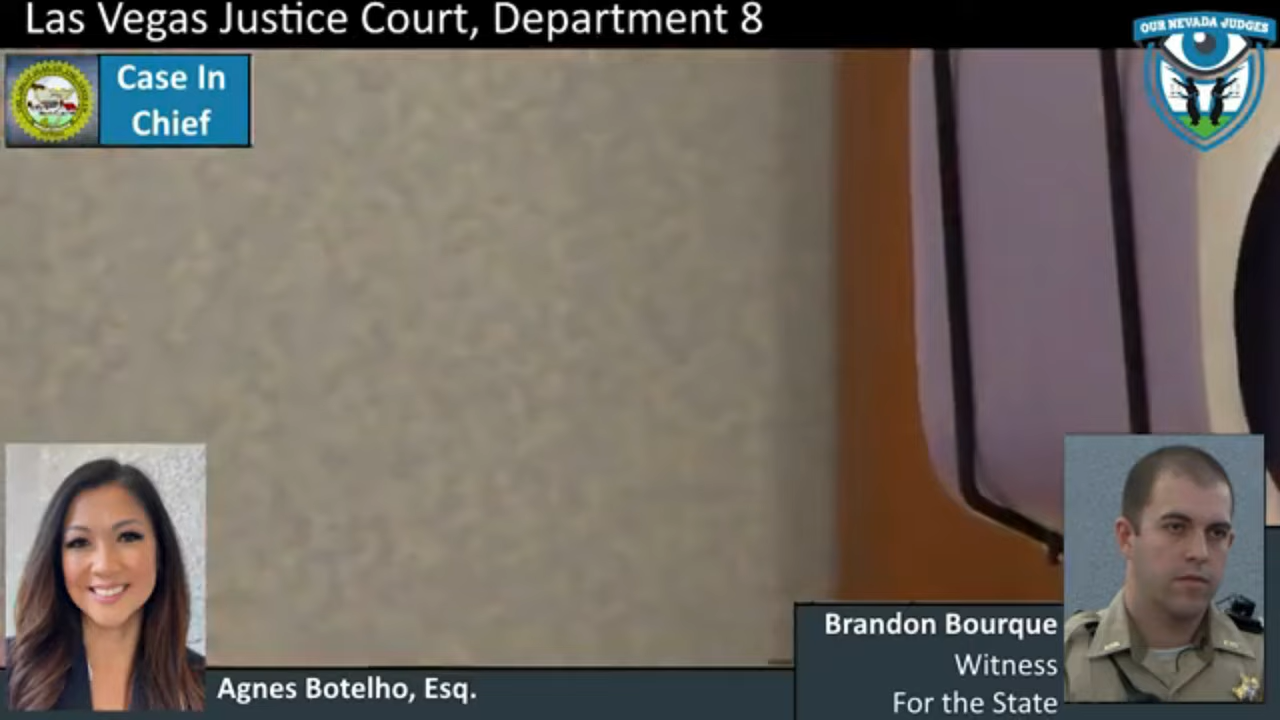 Las Vegas Justice Court, Department 8
OUR NEVADA JUDGES
Case In
Chief
Agnes Botelho, Esq.
Brandon Bourque
Witness
For the State